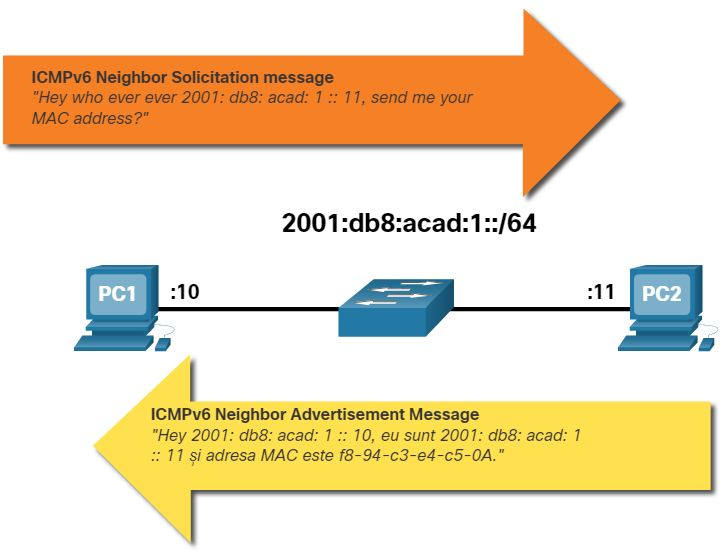 ICMPv6 Neighbor Solicitation message
"Hey who ever ever 2001: db8: acad: 1 :: 11, send me your
MAC address?"
2001:db8:acad:1::/64
PC1
:10
:11
PC2
ICMPv6 Neighbor Advertisement Message
"Hey 2001: db8: acad: 1 :: 10, eu sunt 2001: db8: acad: 1
:: 11 și adresa MAC este f8-94-c3-e4-c5-0A."